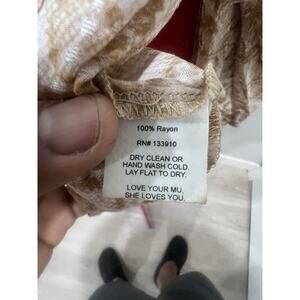 100% Rayon
RN# 133910
DRY CLEAN OR
HAND WASH COLD.
LAY FLAT TO DRY.
LOVE YOUR MU.
SHE LOVES YOU.